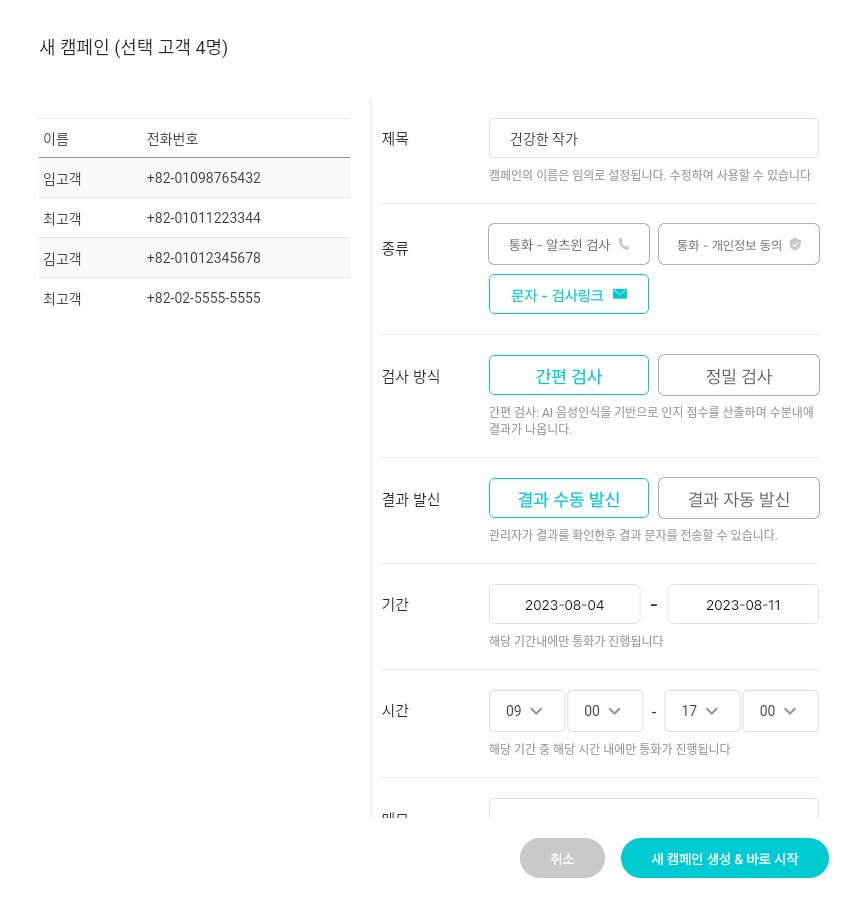 새 캠페인 (선택 고객 4명)
이름 전화번호
임고객 +82-01098765432
최고객 +82-01011223344
김고객 +82-01012345678
최고객 +82-02-5555-5555
제목 건강한 작가
캠페인의 이름은 임의로 설정됩니다. 수정하여 사용할 수 있습니다
종류 통화 - 알츠윈 검사 통화 - 개인정보 동의
문자 - 검사링크
검사 방식 간편 검사 정밀 검사
간편 검사: AI 음성인식을 기반으로 인지 점수를 산출하며 수분내에
결과가 나옵니다.
결과 발신 결과 수동 발신 결과 자동 발신
관리자가 결과를 확인한후 결과 문자를 전송할 수 있습니다.
기간 2023-08-04 - 2023-08-11
해당 기간내에만 통화가 진행됩니다
시간 09 00 - 17 00
해당 기간 중 해당 시간 내에만 통화가 진행됩니다
취소 새 캠페인 생성 & 바로 시작